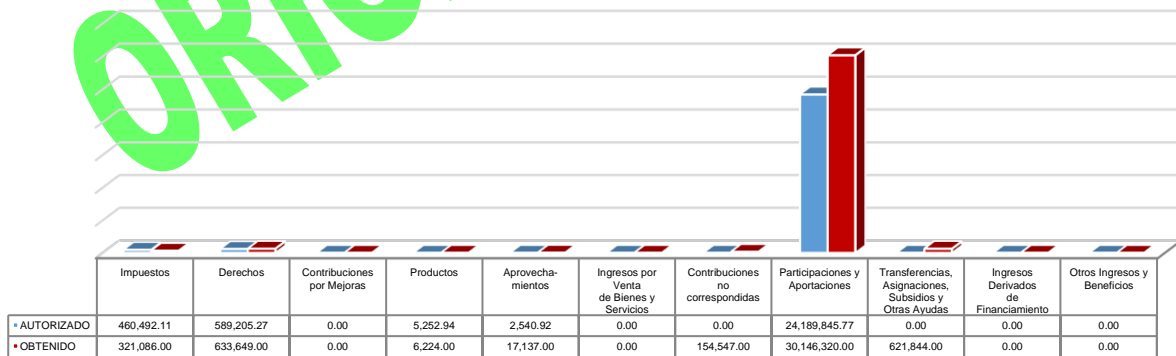 ORIG
Impuestos Derechos Contribuciones por Mejoras Productos Aprovecha-mientos Ingresos por Venta de Bienes y Servicios Contribuciones no correspondidas Participaciones y Aportaciones Transferencias, Asignaciones, Subsidios y Otras Ayudas Ingresos Derivados de Financiamiento Otros Ingresos y Beneficios
AUTORIZADO 460,492.11 589,205.27 0.00 5,252.94 2,540.92 0.00 0.00 24,189,845.77 0.00 0.00 0.00
OBTENIDO 321,086.00 633,649.00 0.00 6,224.00 17,137.00 0.00 154,547.00 30,146,320.00 621,844.00 0.00 0.00